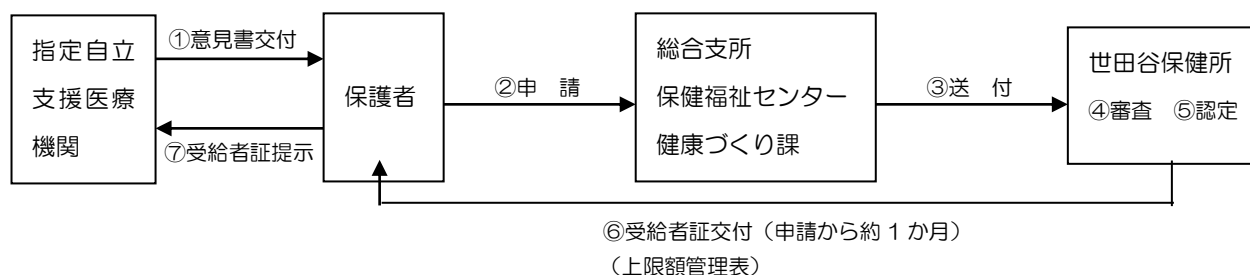 指定自立
支援医療
機関
①意見書交付
⑦受給者証提示
保護者
②申　請
総合支所
保健福祉センター
健康づくり課
③送　付
世田谷保健所
④審査　⑤認定
⑥受給者証交付（申請から約 1 か月）
（上限額管理表）